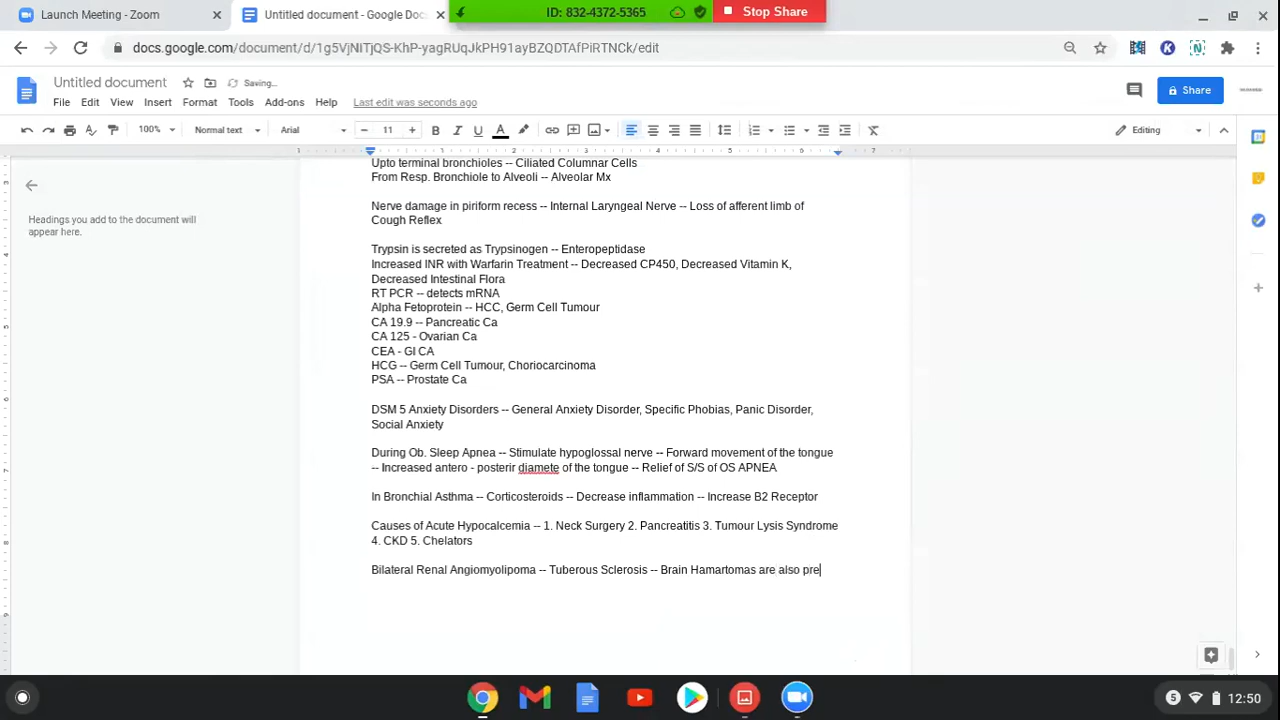 Launch Meeting - Zoom
Untitled document - Google Doc
ID: 832-4372-5365
Stop Share
docs.google.com/document/d/1g5VjNITjQS-KhP-yagRUqJkPH91ayBZQDTAfPiRTNCk/edit
Untitled document
Saving...
File Edit View Insert Format Tools Add-ons Help Last edit was seconds ago
Share
100% Normal text Arial 11 Editing
1 1 2 3 4 5 6 7
Headings you add to the document will
appear here.
Upto terminal bronchioles -- Ciliated Columnar Cells
From Resp. Bronchiole to Alveoli -- Alveolar Mx
Nerve damage in piriform recess -- Internal Laryngeal Nerve -- Loss of afferent limb of
Cough Reflex
Trypsin is secreted as Trypsinogen -- Enteropeptidase
Increased INR with Warfarin Treatment -- Decreased CP450, Decreased Vitamin K,
Decreased Intestinal Flora
RT PCR -- detects mRNA
Alpha Fetoprotein -- HCC, Germ Cell Tumour
CA 19.9 -- Pancreatic Ca
CA 125 - Ovarian Ca
CEA - GI CA
HCG -- Germ Cell Tumour, Choriocarcinoma
PSA -- Prostate Ca
DSM 5 Anxiety Disorders -- General Anxiety Disorder, Specific Phobias, Panic Disorder,
Social Anxiety
During Ob. Sleep Apnea -- Stimulate hypoglossal nerve -- Forward movement of the tongue
-- Increased antero - posterir diamete of the tongue -- Relief of S/S of OS APNEA
In Bronchial Asthma -- Corticosteroids -- Decrease inflammation -- Increase B2 Receptor
Causes of Acute Hypocalcemia -- 1. Neck Surgery 2. Pancreatitis 3. Tumour Lysis Syndrome
4. CKD 5. Chelators
Bilateral Renal Angiomyolipoma -- Tuberous Sclerosis -- Brain Hamartomas are also pre
5 12:50